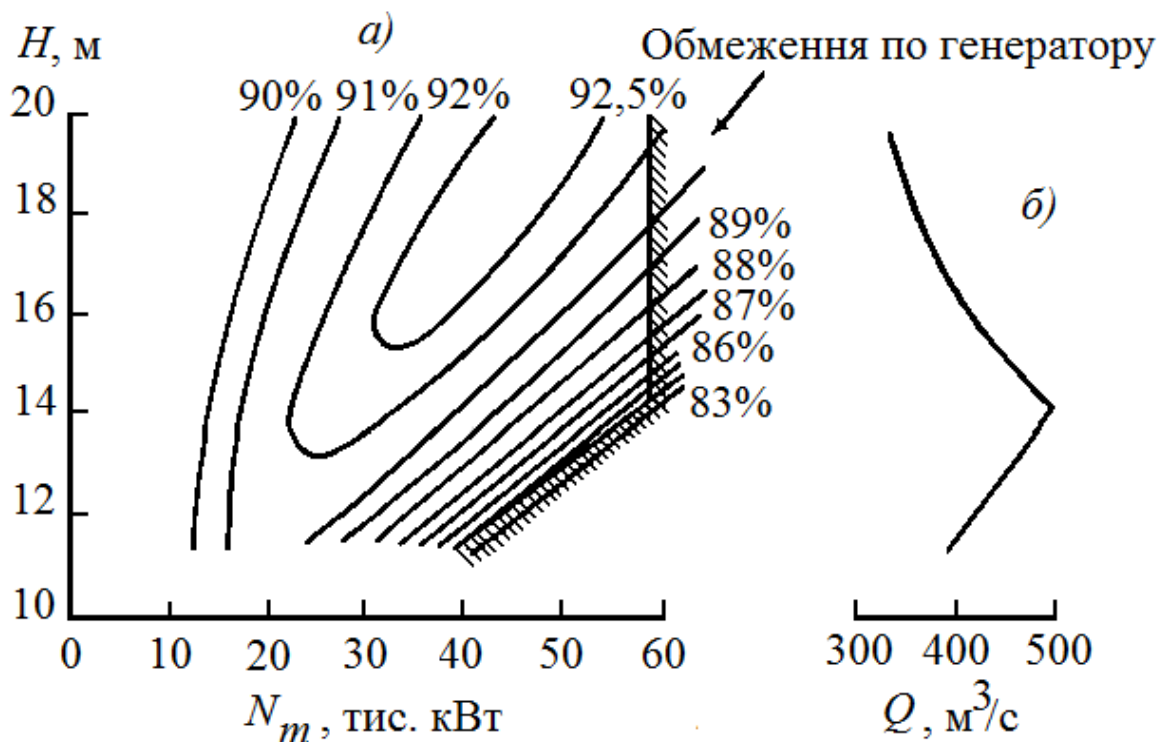 а)
H, м
Обмеження по генератору
90% 91% 92% 92,5%
20
18
16
14
12
10
89%
88%
87%
86%
83%
б)
0 10 20 30 40 50 60
300 400 500
N_m, тис. кВт
Q, м³/с